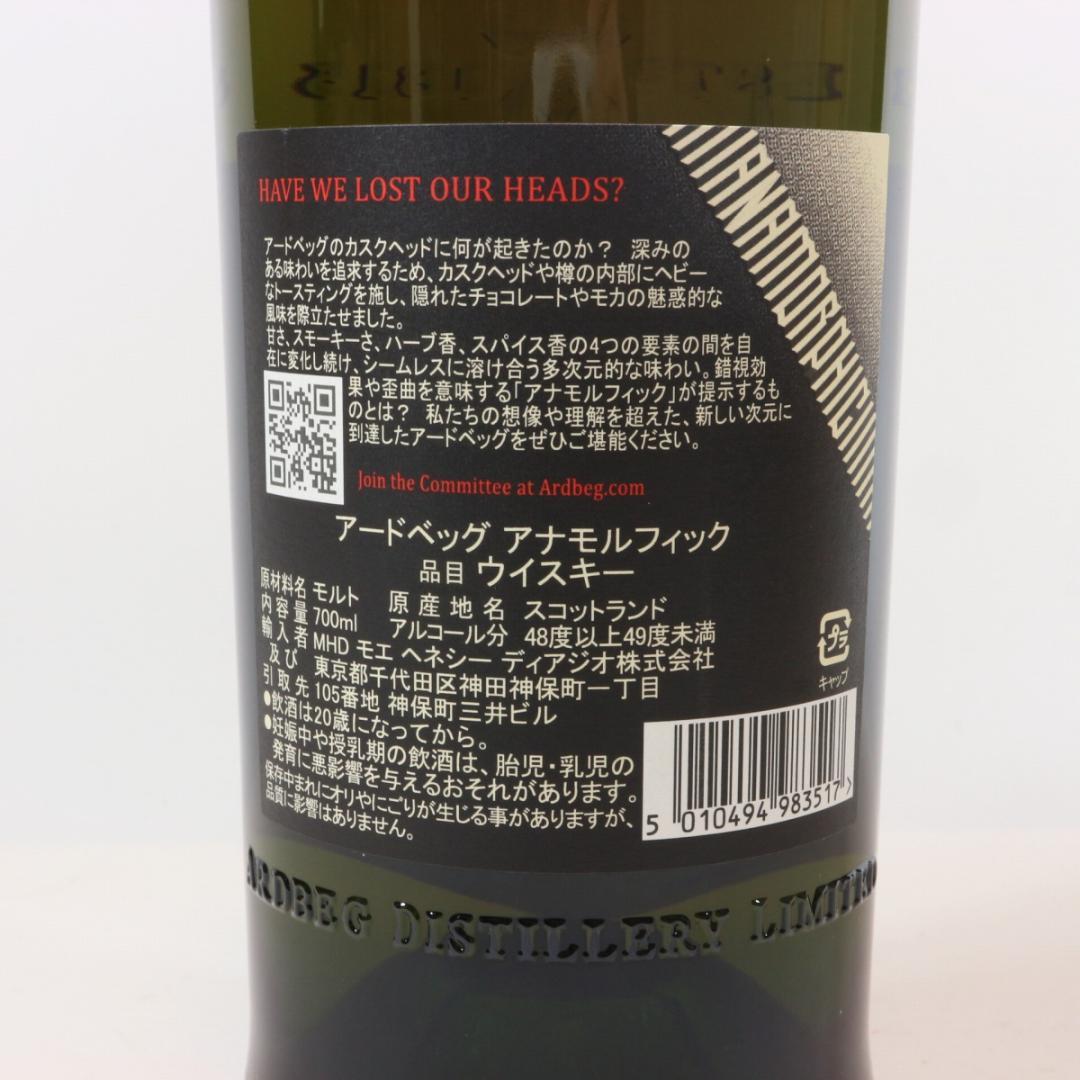 EST 1815
ANAMORPHIC
HAVE WE LOST OUR HEADS?
アードベッグのカスクヘッドに何が起きたのか？ 深みの
ある味わいを追求するため、カスクヘッドや樽の内部にヘビー
なトースティングを施し、隠れたチョコレートやモカの魅惑的な
風味を際立たせました。
甘さ、スモーキーさ、ハーブ香、スパイス香の4つの要素の間を自
在に変化し続け、シームレスに溶け合う多次元的な味わい。錯視効
果や歪曲を意味する「アナモルフィック」が提示するも
のとは？ 私たちの想像や理解を超えた、新しい次元に
到達したアードベッグをぜひご堪能ください。
Join the Committee at Ardbeg.com
アードベッグ アナモルフィック
品目 ウイスキー
原材料名 モルト 原産地名 スコットランド
内容量 700ml アルコール分 48度以上49度未満
輸入者 MHD モエ ヘネシー ディアジオ株式会社
及び 東京都千代田区神田神保町一丁目
引取先 105番地 神保町三井ビル
●飲酒は20歳になってから。
●妊娠中や授乳期の飲酒は、胎児・乳児の
発育に悪影響を与えるおそれがあります。
保存中まれにオリやにごりが生じる事がありますが、
品質に影響はありません。
プラ
キャップ
5 010494 983517 >
ARDBEG DISTILLERY LIMITED